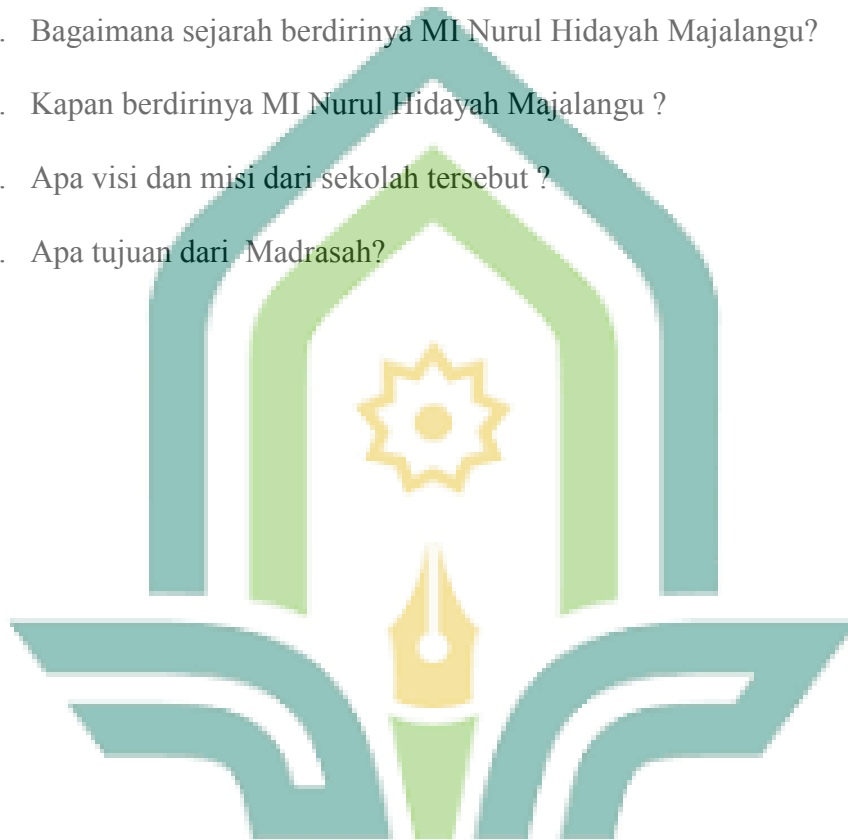 . Bagaimana sejarah berdirinya MI Nurul Hidayah Majalangu?
. Kapan berdirinya MI Nurul Hidayah Majalangu ?
. Apa visi dan misi dari sekolah tersebut ?
. Apa tujuan dari Madrasah?